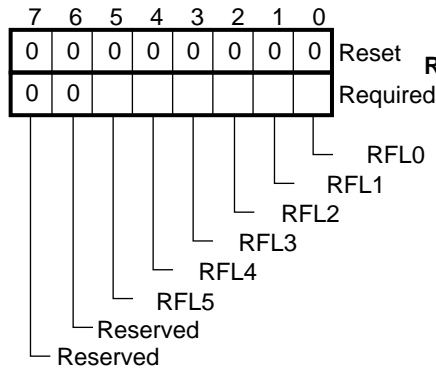 7 6 5 4 3 2 1 0
0 0 0 0 0 0 0 0 Reset
R
0 0 Required
RFL0
RFL1
RFL2
RFL3
RFL4
RFL5
Reserved
Reserved